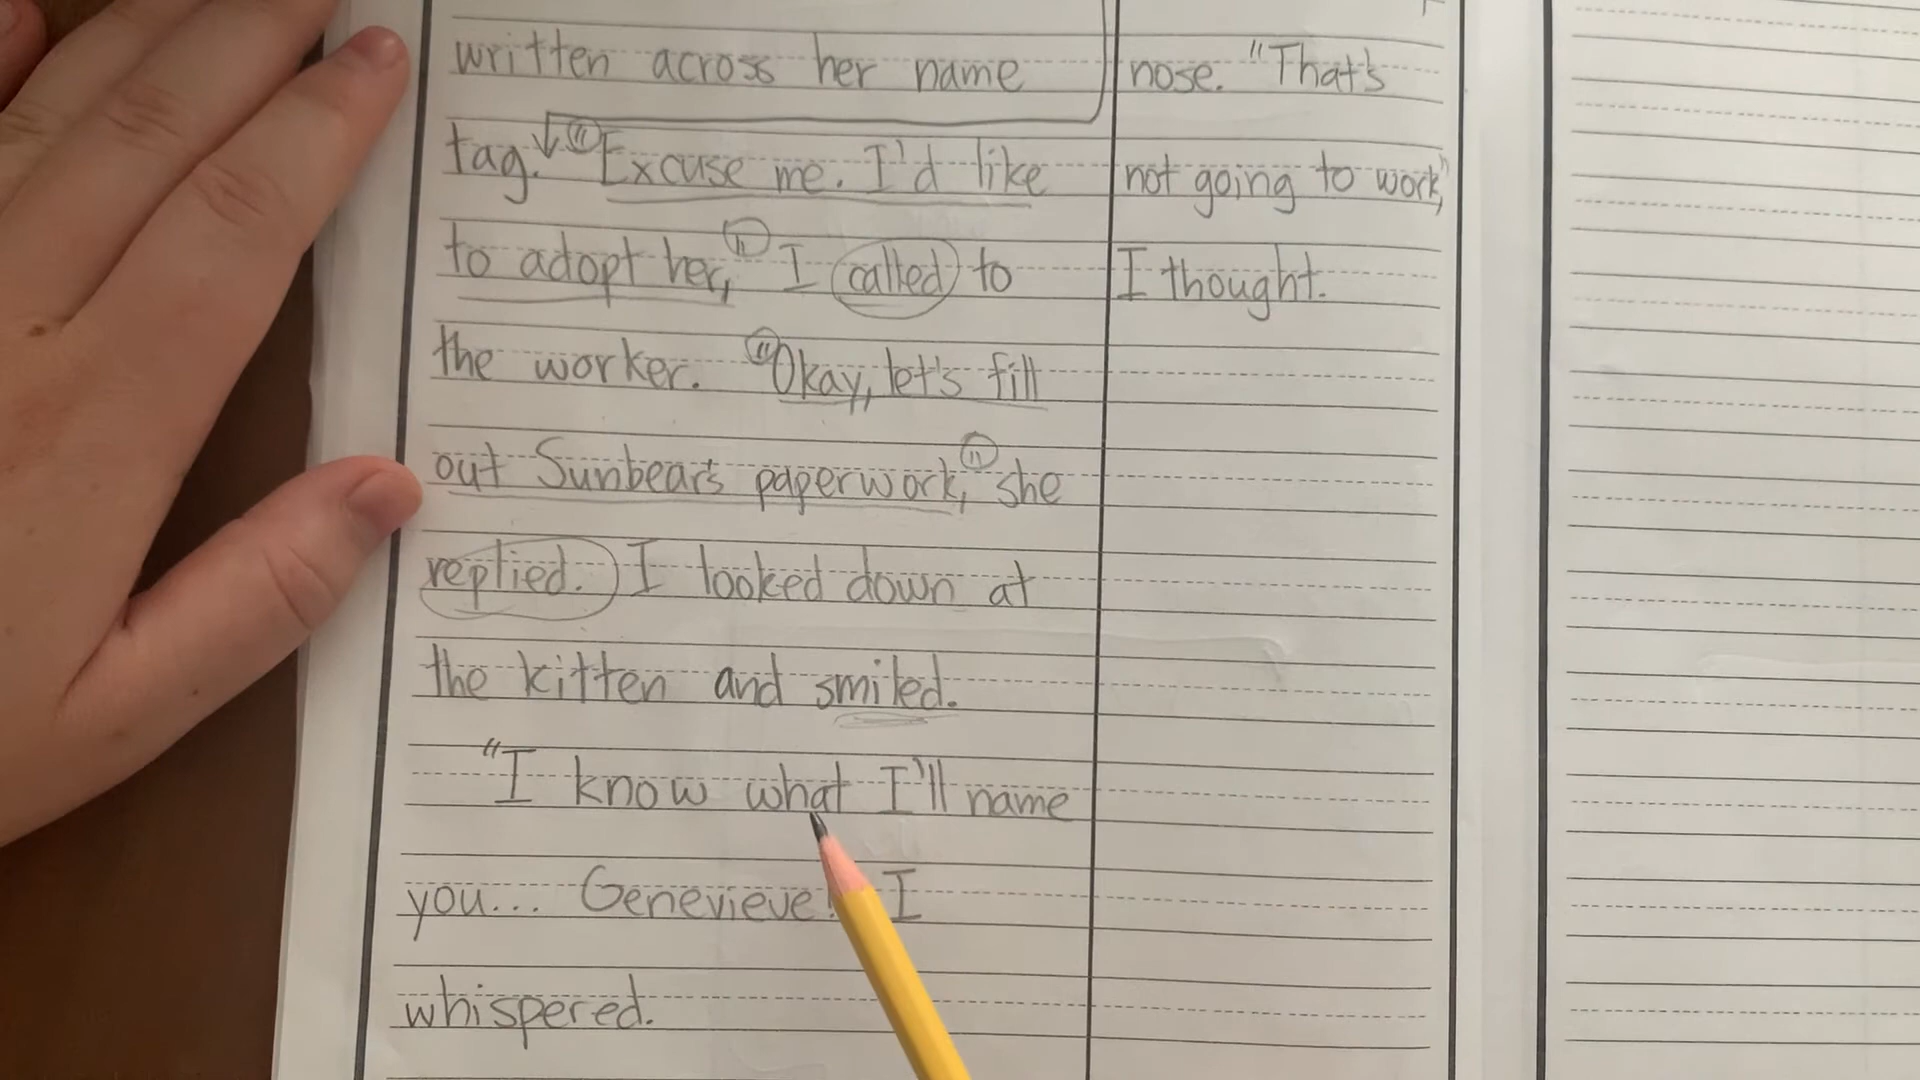 written across her name
tag. "Excuse me. I'd like
to adopt her," I called to
the worker. "Okay, let's fill
out Sunbear's paperwork," she
replied. I looked down at
the kitten and smiled.
"I know what I'll name
you... Genevieve! I
whispered.
nose. "That's
not going to work,"
I thought.